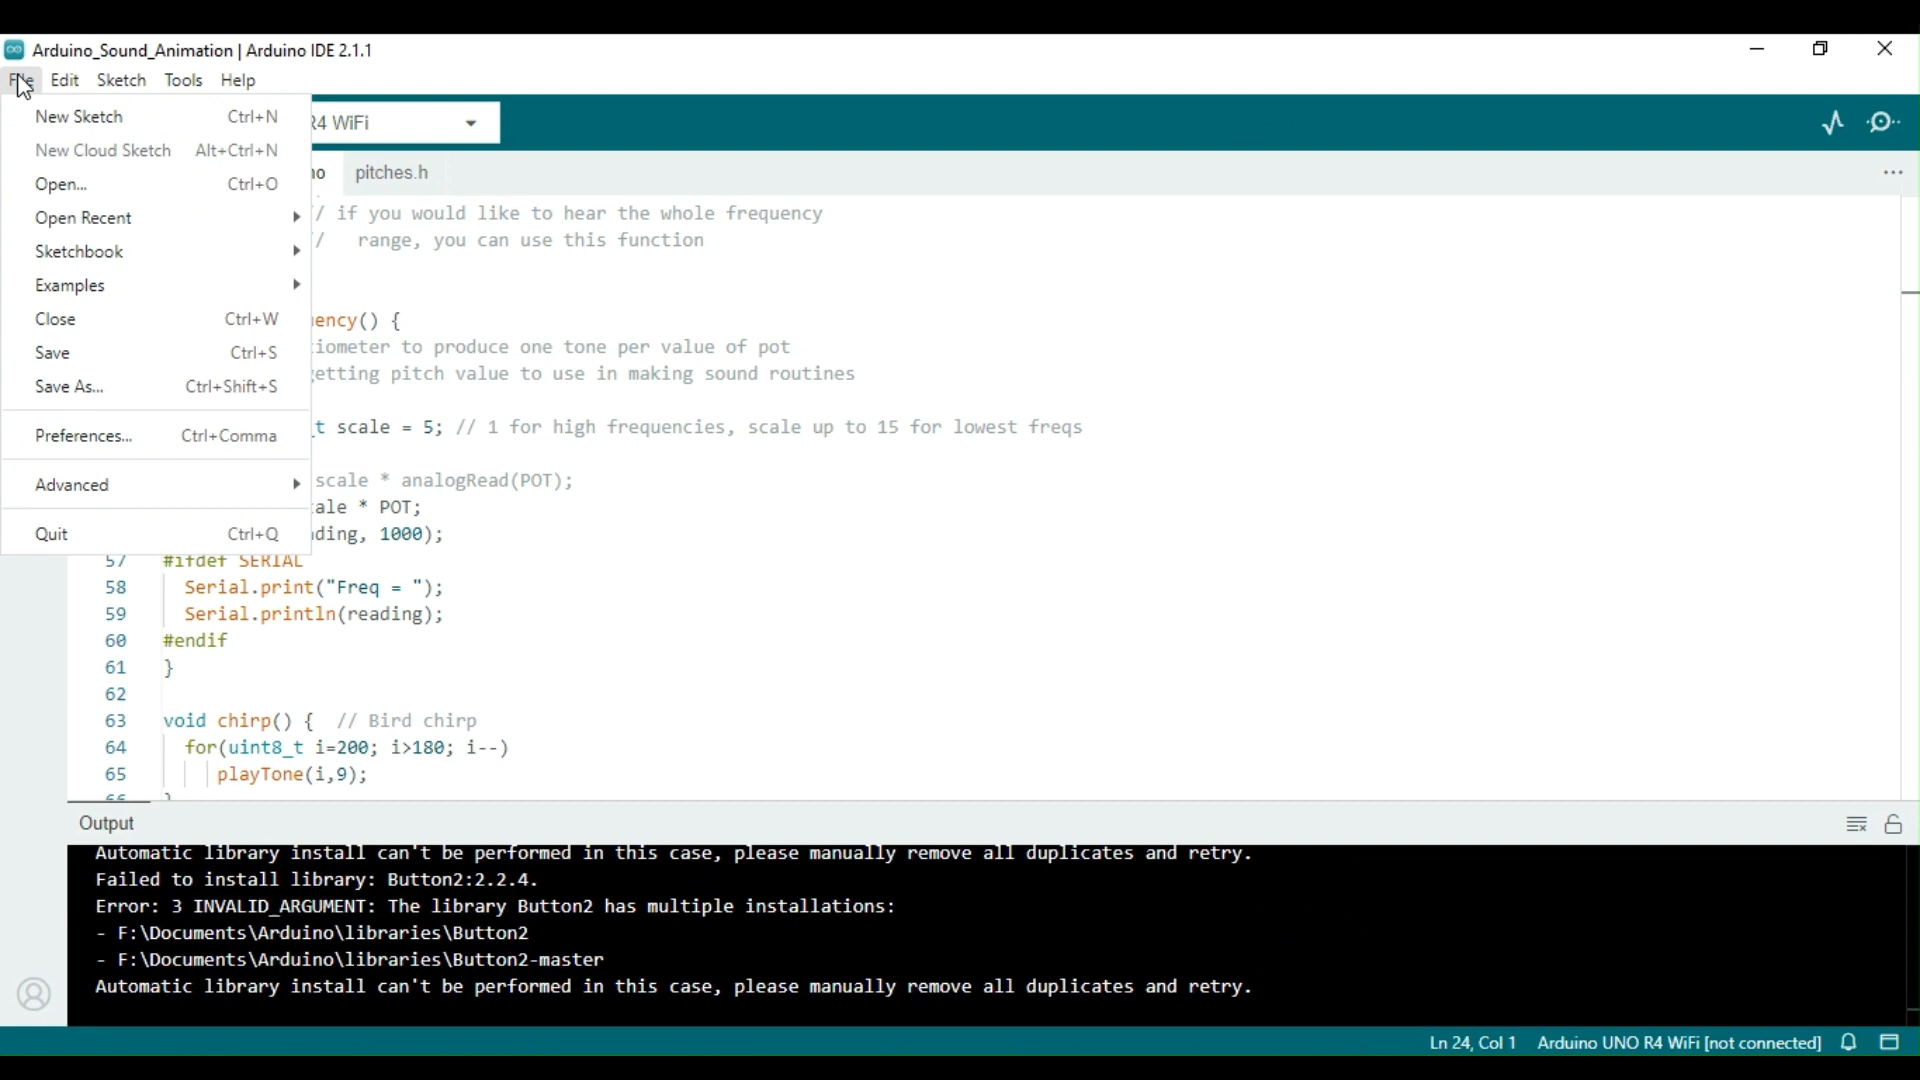 Arduino_Sound_Animation | Arduino IDE 2.1.1
File Edit Sketch Tools Help
New Sketch Ctrl+N
New Cloud Sketch Alt+Ctrl+N
Open... Ctrl+O
Open Recent
Sketchbook
Examples
Close Ctrl+W
Save Ctrl+S
Save As... Ctrl+Shift+S
Preferences... Ctrl+Comma
Advanced
Quit Ctrl+Q
R4 WiFi
no pitches.h
// if you would like to hear the whole frequency
// range, you can use this function
ency() {
iometer to produce one tone per value of pot
etting pitch value to use in making sound routines
_t scale = 5; // 1 for high frequencies, scale up to 15 for lowest freqs
scale * analogRead(POT);
ale * POT;
ding, 1000);
57 #ifdef SERIAL
58 Serial.print("Freq = ");
59 Serial.println(reading);
60 #endif
61 }
62
63 void chirp() { // Bird chirp
64 for(uint8_t i=200; i>180; i--)
65 playTone(i,9);
66 }
Output
Automatic library install can't be performed in this case, please manually remove all duplicates and retry.
Failed to install library: Button2:2.2.4.
Error: 3 INVALID_ARGUMENT: The library Button2 has multiple installations:
- F:\Documents\Arduino\libraries\Button2
- F:\Documents\Arduino\libraries\Button2-master
Automatic library install can't be performed in this case, please manually remove all duplicates and retry.
Ln 24, Col 1 Arduino UNO R4 WiFi [not connected]